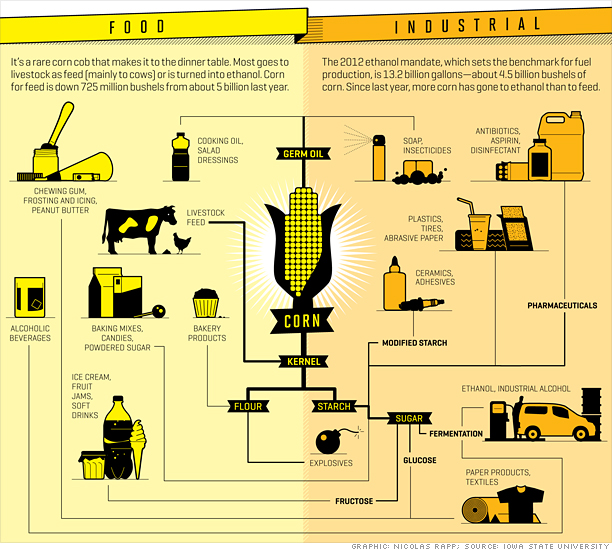 FOOD
INDUSTRIAL
It's a rare corn cob that makes it to the dinner table. Most goes to
livestock as feed (mainly to cows) or is turned into ethanol. Corn
for feed is down 725 million bushels from about 5 billion last year.
The 2012 ethanol mandate, which sets the benchmark for fuel
production, is 13.2 billion gallons—about 4.5 billion bushels of
corn. Since last year, more corn has gone to ethanol than to feed.
CHEWING GUM,
FROSTING AND ICING,
PEANUT BUTTER
COOKING OIL,
SALAD
DRESSINGS
GERM OIL
SOAP,
INSECTICIDES
ANTIBIOTICS,
ASPIRIN,
DISINFECTANT
LIVESTOCK
FEED
PLASTICS,
TIRES,
ABRASIVE PAPER
CERAMICS,
ADHESIVES
PHARMACEUTICALS
ALCOHOLIC
BEVERAGES
BAKING MIXES,
CANDIES,
POWDERED SUGAR
BAKERY
PRODUCTS
CORN
MODIFIED STARCH
KERNEL
ICE CREAM,
FRUIT
JAMS,
SOFT
DRINKS
FLOUR
STARCH
SUGAR
ETHANOL, INDUSTRIAL ALCOHOL
FERMENTATION
EXPLOSIVES
GLUCOSE
PAPER PRODUCTS,
TEXTILES
FRUCTOSE
GRAPHIC: NICOLAS RAPP; SOURCE: IOWA STATE UNIVERSITY